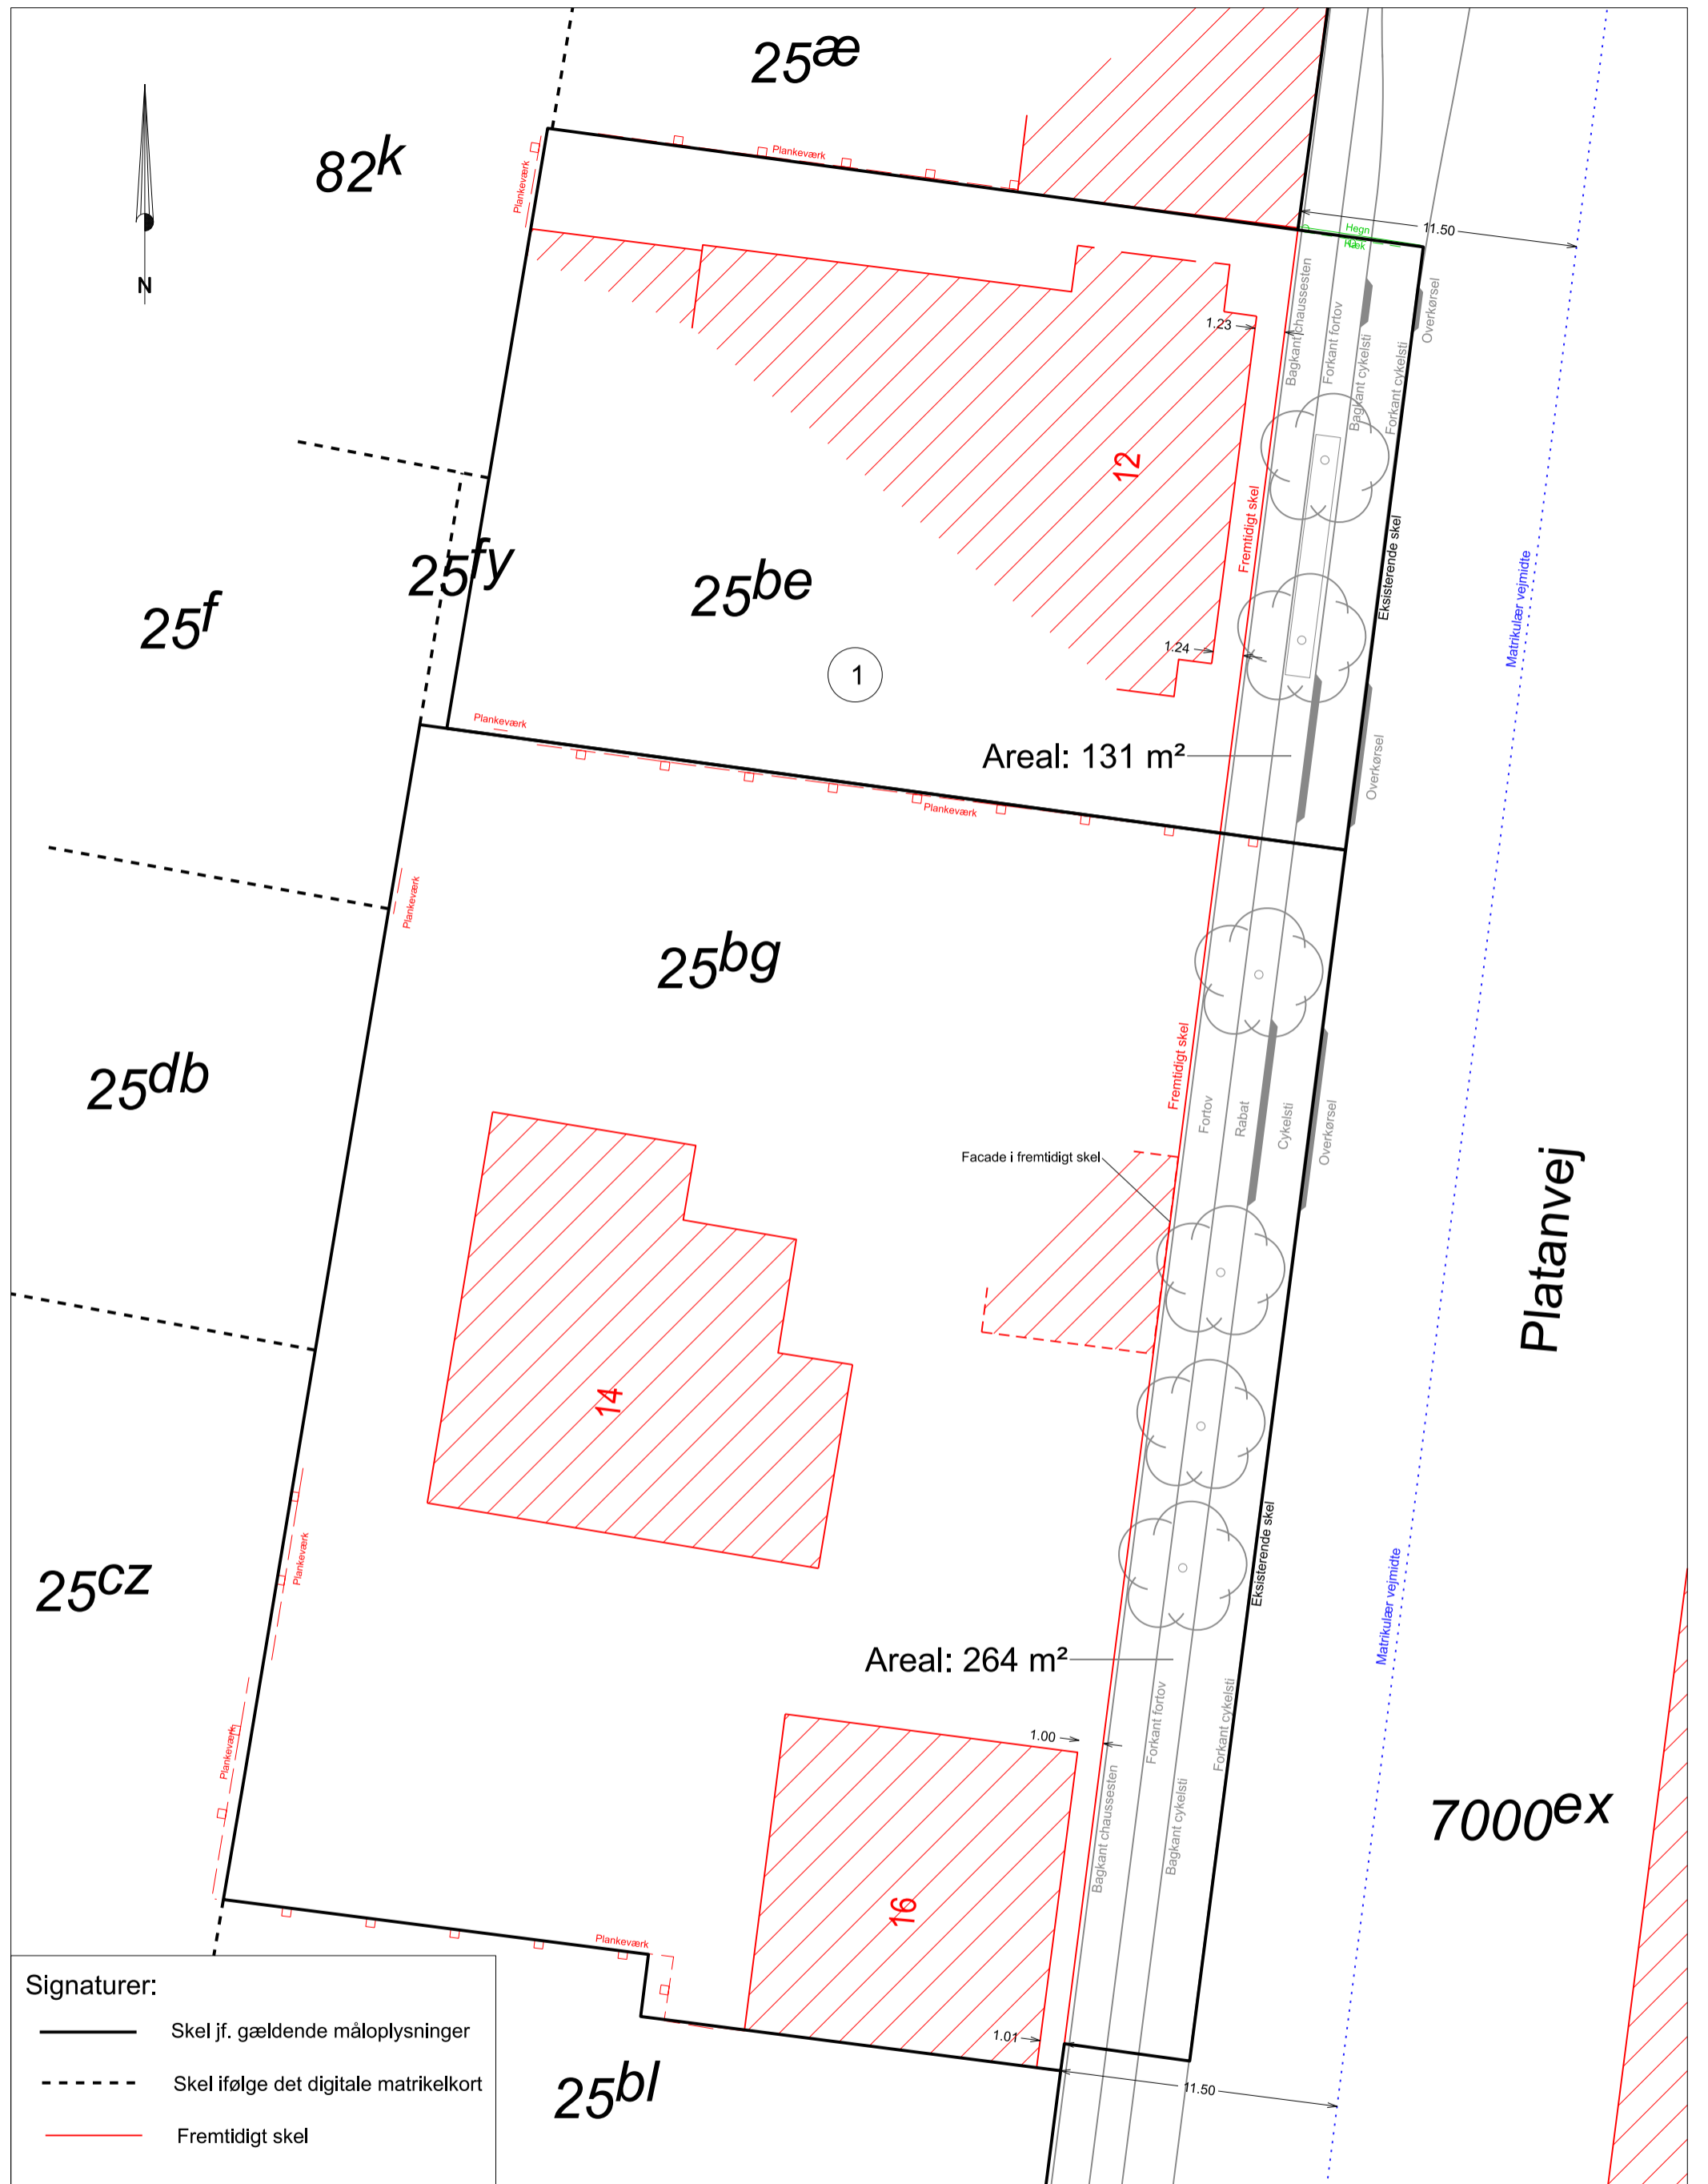 25æ
82k
N
Plankeværk
Plankeværk
11.50
Hegn
Hæk
Bagkant chaussesten
Forkant fortov
Bagkant cykelsti
Forkant cykelsti
Overkørsel
1.23
12
Fremtidigt skel
Eksisterende skel
Matrikulær vejmidte
25f
25fy
25be
1
1.24
Areal: 131 m²
Overkørsel
Plankeværk
Plankeværk
Plankeværk
25bg
25db
Fremtidigt skel
Fortov
Rabat
Cykelsti
Overkørsel
Facade i fremtidigt skel
Platanvej
14
Eksisterende skel
Matrikulær vejmidte
25cz
Plankeværk
Areal: 264 m²
Plankeværk
1.00
Bagkant chaussesten
Forkant fortov
Bagkant cykelsti
Forkant cykelsti
7000ex
16
Plankeværk
1.01
11.50
25bl
Signaturer:
Skel jf. gældende måloplysninger
Skel ifølge det digitale matrikelkort
Fremtidigt skel